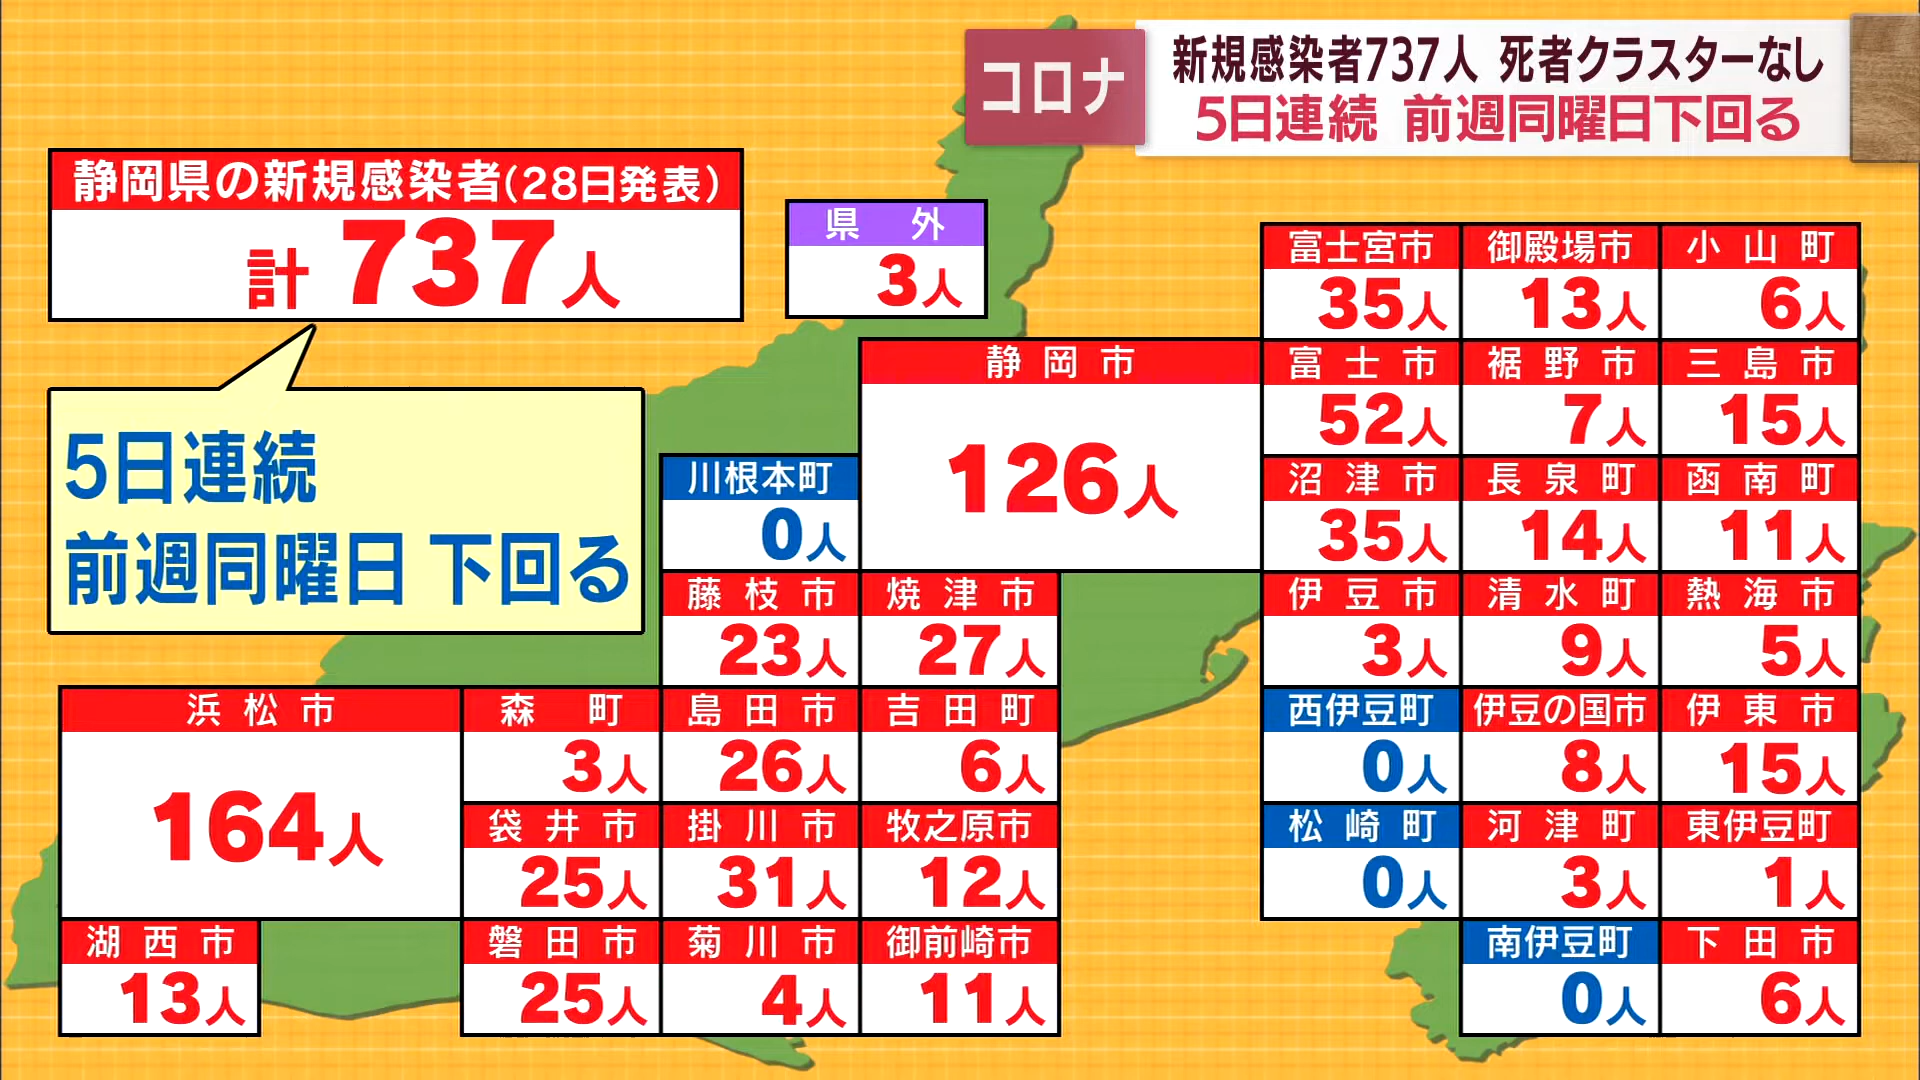 コロナ
新規感染者737人 死者クラスターなし
5日連続 前週同曜日下回る
静岡県の新規感染者(28日発表)
計 737人
5日連続
前週同曜日 下回る
県 外
3人
富士宮市 御殿場市 小山町
35人 13人 6人
静岡市
126人
富士市 裾野市 三島市
52人 7人 15人
川根本町
0人
沼津市 長泉町 函南町
35人 14人 11人
藤枝市 焼津市
23人 27人
伊豆市 清水町 熱海市
3人 9人 5人
浜松市
164人
森町 島田市 吉田町
3人 26人 6人
西伊豆町 伊豆の国市 伊東市
0人 8人 15人
袋井市 掛川市 牧之原市
25人 31人 12人
松崎町 河津町 東伊豆町
0人 3人 1人
湖西市
13人
磐田市 菊川市 御前崎市
25人 4人 11人
南伊豆町 下田市
0人 6人